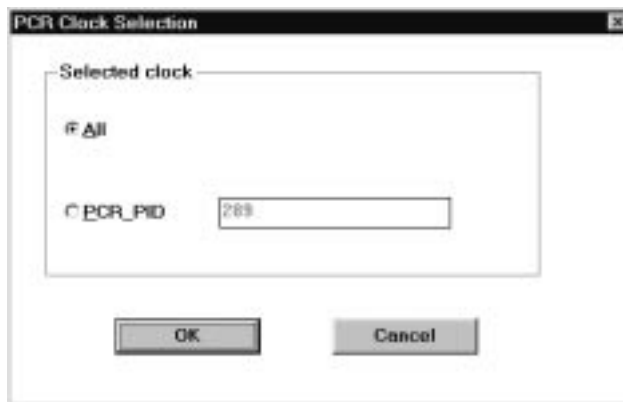 PCR Clock Selection
Selected clock
All
PCR_PID 289
OK Cancel